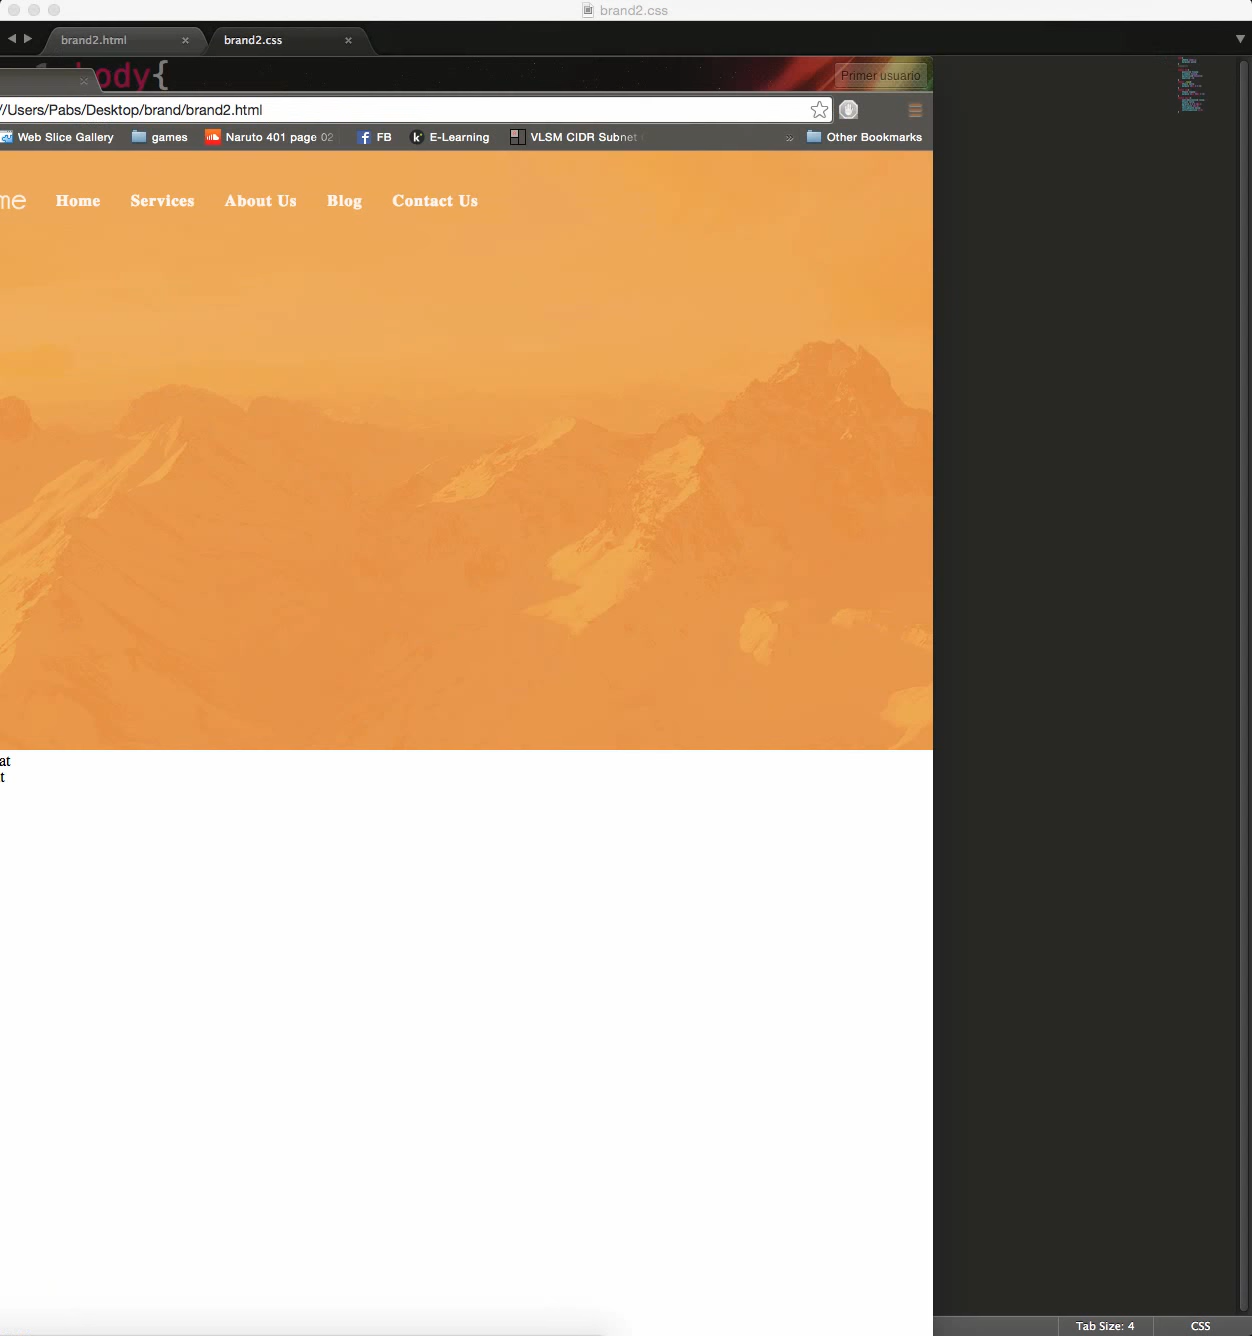 brand2.css
brand2.html
brand2.css
body{
Primer usuario
//Users/Pabs/Desktop/brand/brand2.html
Web Slice Gallery games Naruto 401 page 02 FB E-Learning VLSM CIDR Subnet » Other Bookmarks
me Home Services About Us Blog Contact Us
at
t
Tab Size: 4 CSS